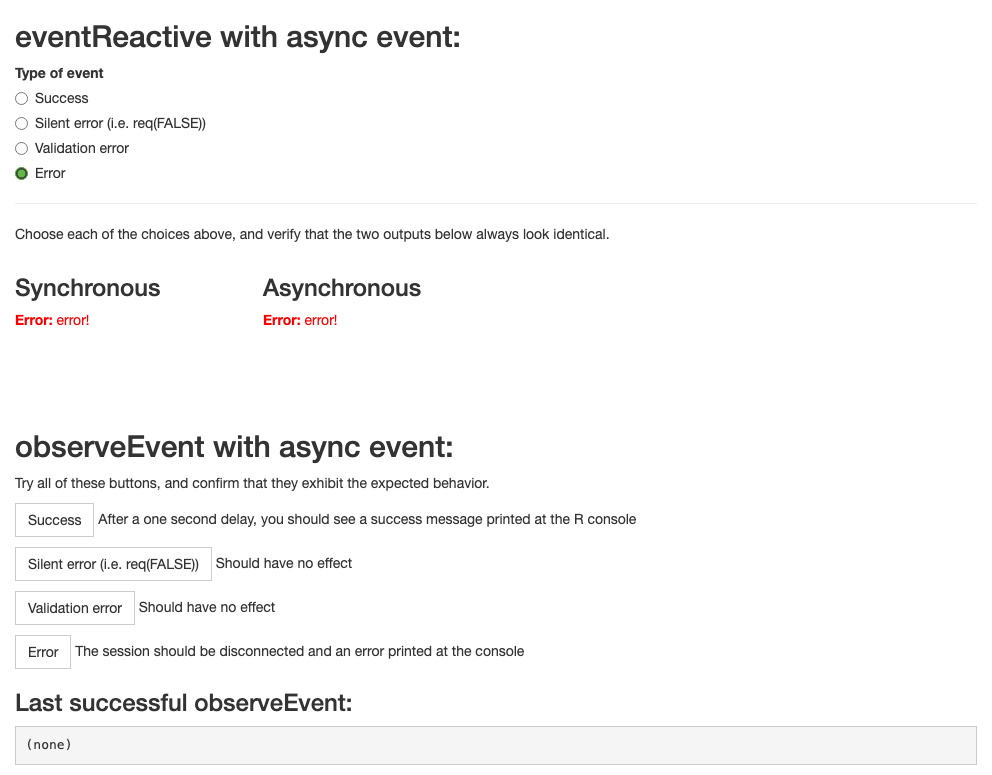 eventReactive with async event:
Type of event
Success
Silent error (i.e. req(FALSE))
Validation error
Error
Choose each of the choices above, and verify that the two outputs below always look identical.
Synchronous Asynchronous
Error: error! Error: error!
observeEvent with async event:
Try all of these buttons, and confirm that they exhibit the expected behavior.
Success After a one second delay, you should see a success message printed at the R console
Silent error (i.e. req(FALSE)) Should have no effect
Validation error Should have no effect
Error The session should be disconnected and an error printed at the console
Last successful observeEvent:
(none)